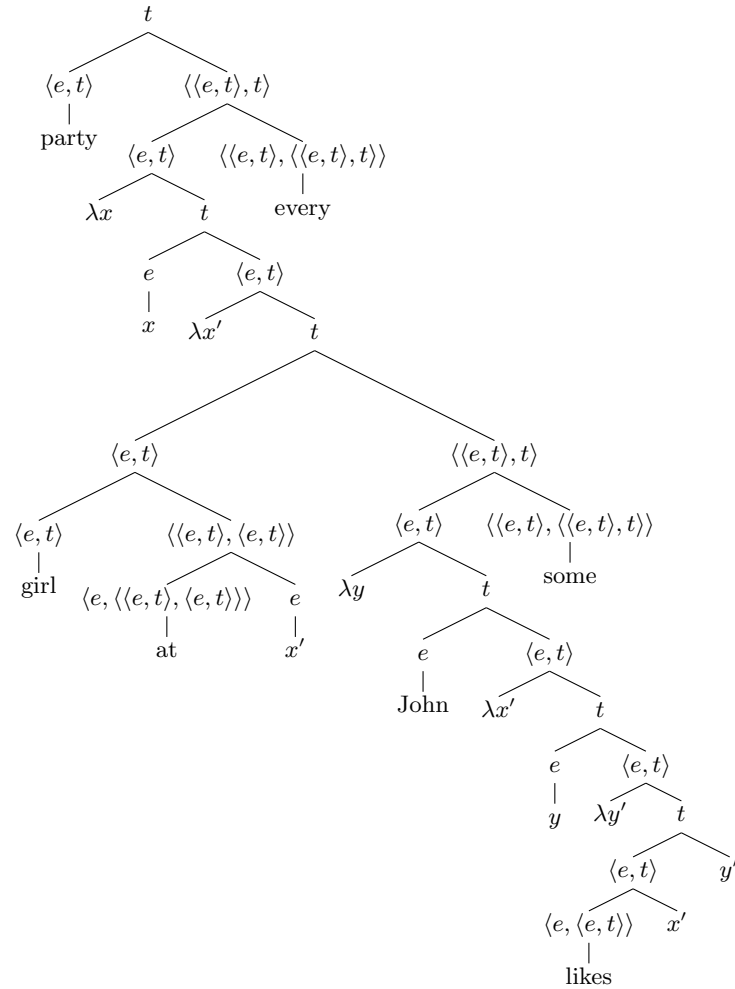 t
⟨e, t⟩ ⟨⟨e, t⟩, t⟩
party
⟨e, t⟩ ⟨⟨e, t⟩, ⟨⟨e, t⟩, t⟩⟩
λx t every
e ⟨e, t⟩
x λx′ t
⟨e, t⟩ ⟨⟨e, t⟩, t⟩
⟨e, t⟩ ⟨⟨e, t⟩, ⟨e, t⟩⟩ ⟨e, t⟩ ⟨⟨e, t⟩, ⟨⟨e, t⟩, t⟩⟩
girl ⟨e, ⟨⟨e, t⟩, ⟨e, t⟩⟩⟩ e λy t some
at x′ e ⟨e, t⟩
John λx′ t
e ⟨e, t⟩
y λy′ t
⟨e, t⟩ y′
⟨e, ⟨e, t⟩⟩ x′
likes